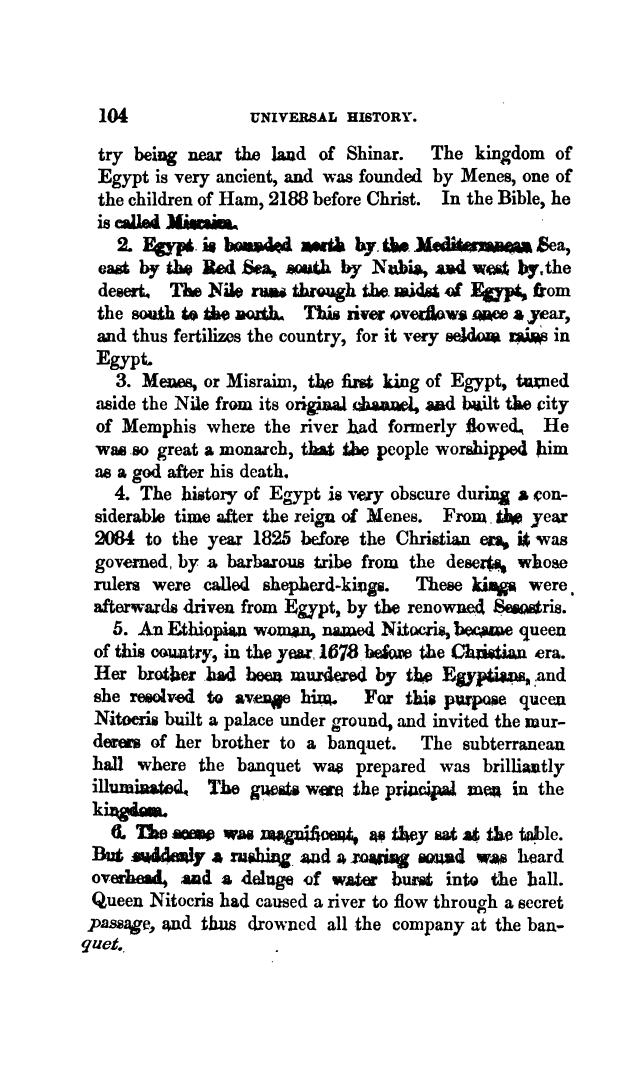 104 UNIVERSAL HISTORY.
try being near the land of Shinar. The kingdom of
Egypt is very ancient, and was founded by Menes, one of
the children of Ham, 2188 before Christ. In the Bible, he
is called Misraim.
2. Egypt is bounded north by the Mediterranean Sea,
east by the Red Sea, south by Nubia, and west by the
desert. The Nile runs through the midst of Egypt, from
the south to the north. This river overflows once a year,
and thus fertilizes the country, for it very seldom rains in
Egypt.
3. Menes, or Misraim, the first king of Egypt, turned
aside the Nile from its original channel, and built the city
of Memphis where the river had formerly flowed. He
was so great a monarch, that the people worshipped him
as a god after his death.
4. The history of Egypt is very obscure during a con-
siderable time after the reign of Menes. From the year
2084 to the year 1825 before the Christian era, it was
governed by a barbarous tribe from the deserts, whose
rulers were called shepherd-kings. These kings were
afterwards driven from Egypt, by the renowned Sesostris.
5. An Ethiopian woman, named Nitocris, became queen
of this country, in the year 1678 before the Christian era.
Her brother had been murdered by the Egyptians, and
she resolved to avenge him. For this purpose queen
Nitocris built a palace under ground, and invited the mur-
derers of her brother to a banquet. The subterranean
hall where the banquet was prepared was brilliantly
illuminated. The guests were the principal men in the
kingdom.
6. The scene was magnificent, as they sat at the table.
But suddenly a rushing and a roaring sound was heard
overhead, and a deluge of water burst into the hall.
Queen Nitocris had caused a river to flow through a secret
passage, and thus drowned all the company at the ban-
quet.